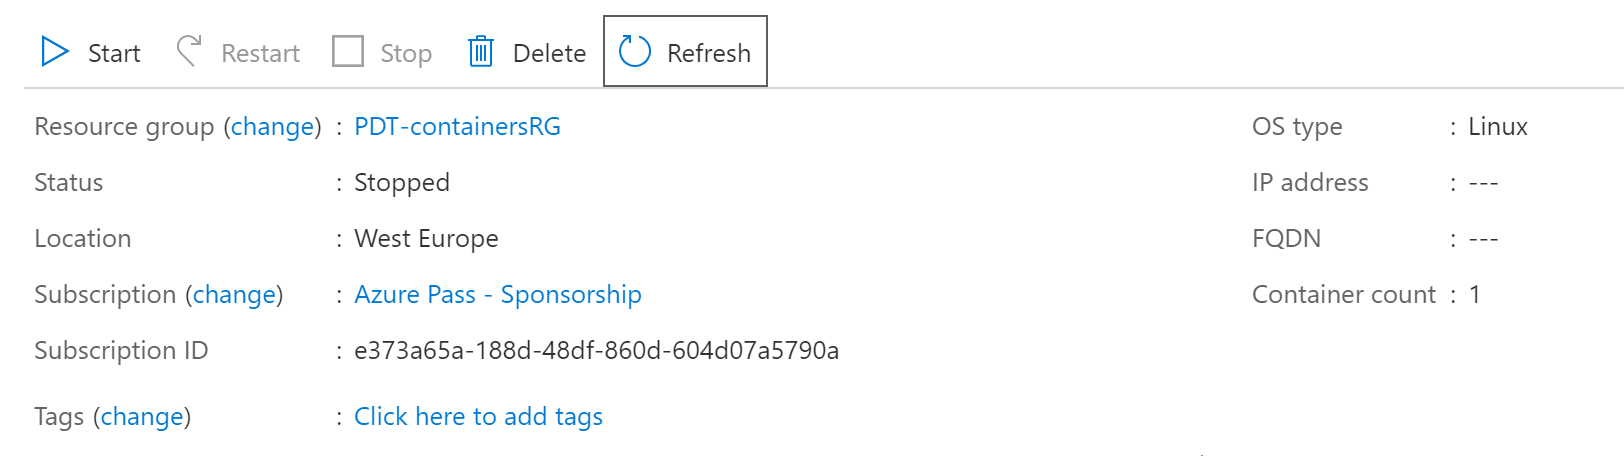 Start Restart Stop Delete Refresh
Resource group (change) : PDT-containersRG
Status : Stopped
Location : West Europe
Subscription (change) : Azure Pass - Sponsorship
Subscription ID : e373a65a-188d-48df-860d-604d07a5790a
Tags (change) : Click here to add tags
OS type : Linux
IP address : ---
FQDN : ---
Container count : 1